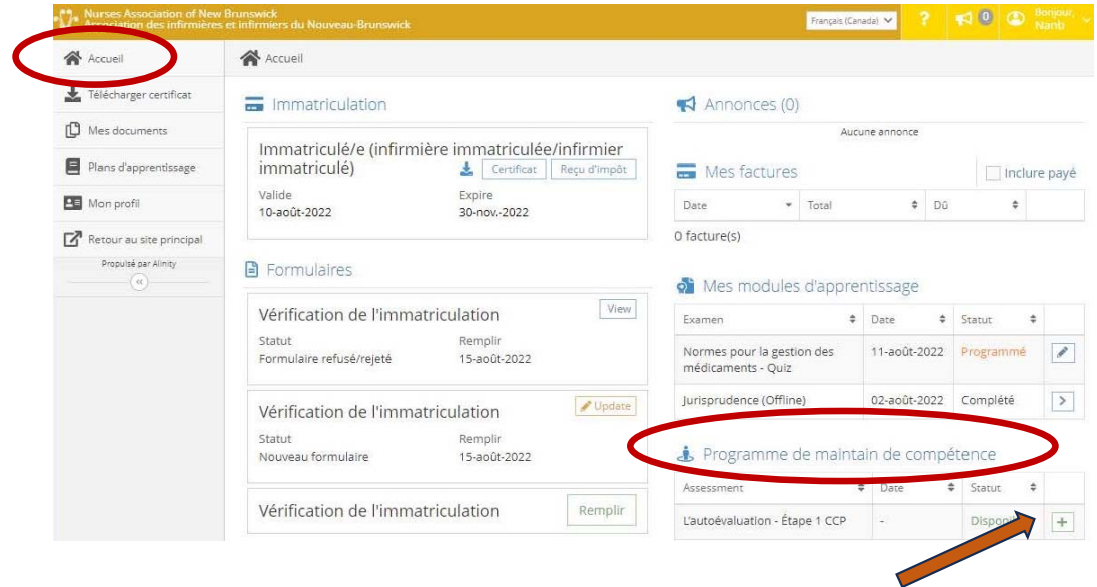 Nurses Association of New Brunswick
Association des infirmières et infirmiers du Nouveau-Brunswick
Français (Canada)
?
0
Bonjour,
Nanb
Accueil
Télécharger certificat
Mes documents
Plans d'apprentissage
Mon profil
Retour au site principal
Propulsé par Alinity
Accueil
Immatriculation
Immatriculé/e (infirmière immatriculée/infirmier
immatriculé)
Certificat
Reçu d'impôt
Valide
Expire
10-août-2022
30-nov.-2022
Formulaires
Vérification de l'immatriculation
View
Statut
Remplir
Formulaire refusé/rejeté
15-août-2022
Vérification de l'immatriculation
Update
Statut
Remplir
Nouveau formulaire
15-août-2022
Vérification de l'immatriculation
Remplir
Annonces (0)
Aucune annonce
Mes factures
Inclure payé
Date
Total
Dû
0 facture(s)
Mes modules d'apprentissage
Examen
Date
Statut
Normes pour la gestion des
médicaments - Quiz
11-août-2022
Programmé
Jurisprudence (Offline)
02-août-2022
Complété
Programme de maintain de compétence
Assessment
Date
Statut
L'autoévaluation - Étape 1 CCP
-